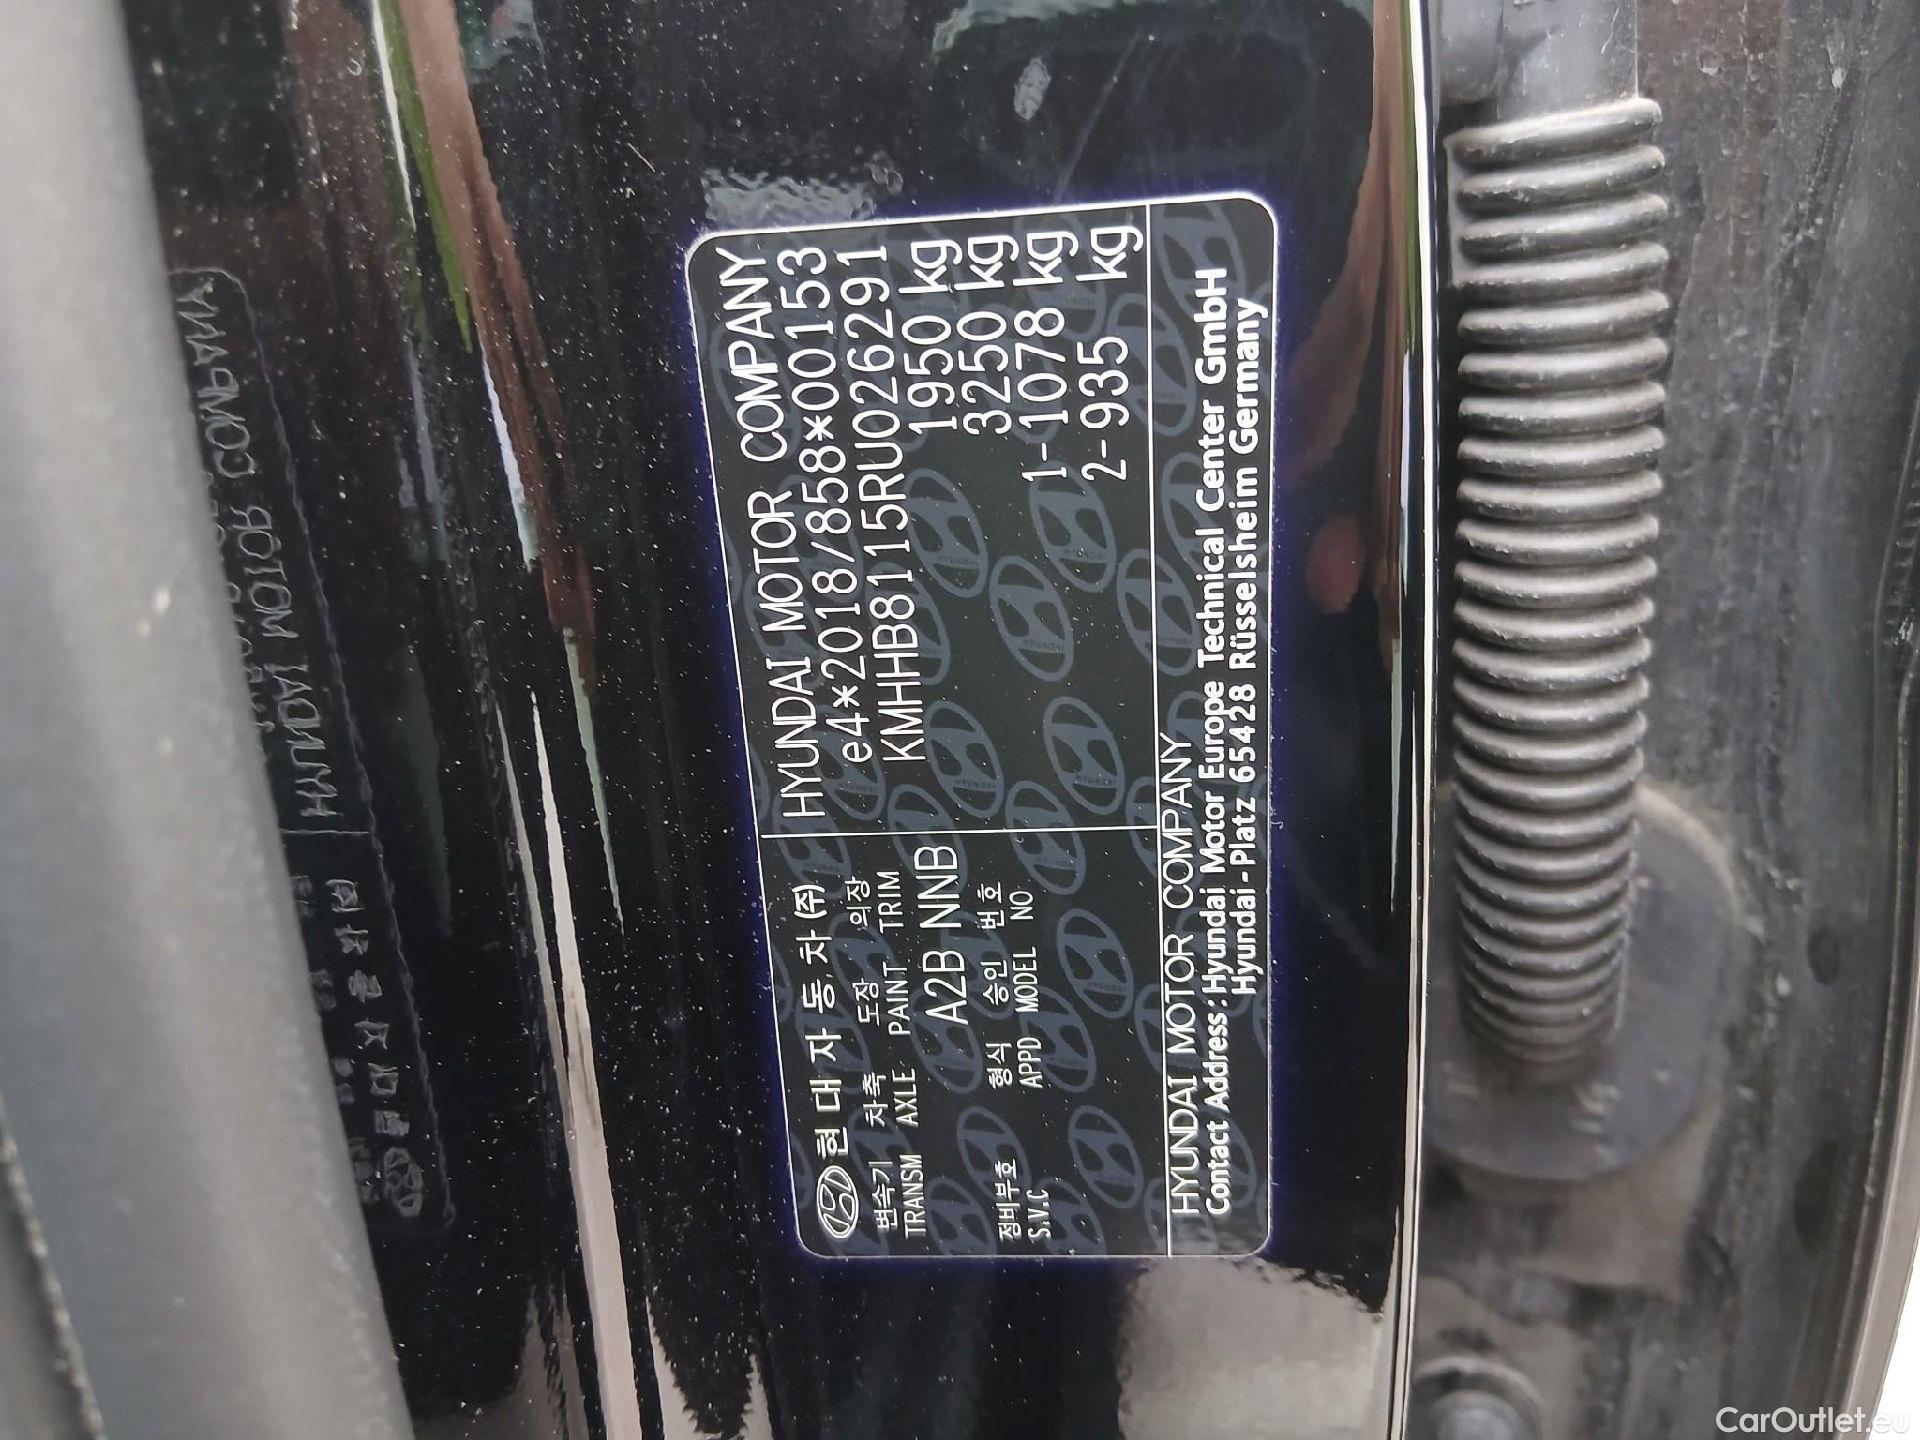 현대자동차(주)
HYUNDAI MOTOR COMPANY
변속기 차축 도장 의장
TRANSM AXLE PAINT TRIM
e4*2018/858*00153
KMHHB8115RU026291
A2B NNB
1950 kg
정비부호 형식 승인 번호
S.V.C APPD MODEL NO
3250 kg
1-1078 kg
2-935 kg
HYUNDAI MOTOR COMPANY
Contact Address : Hyundai Motor Europe Technical Center GmbH
Hyundai-Platz 65428 Rüsselsheim Germany
CarOutlet.eu